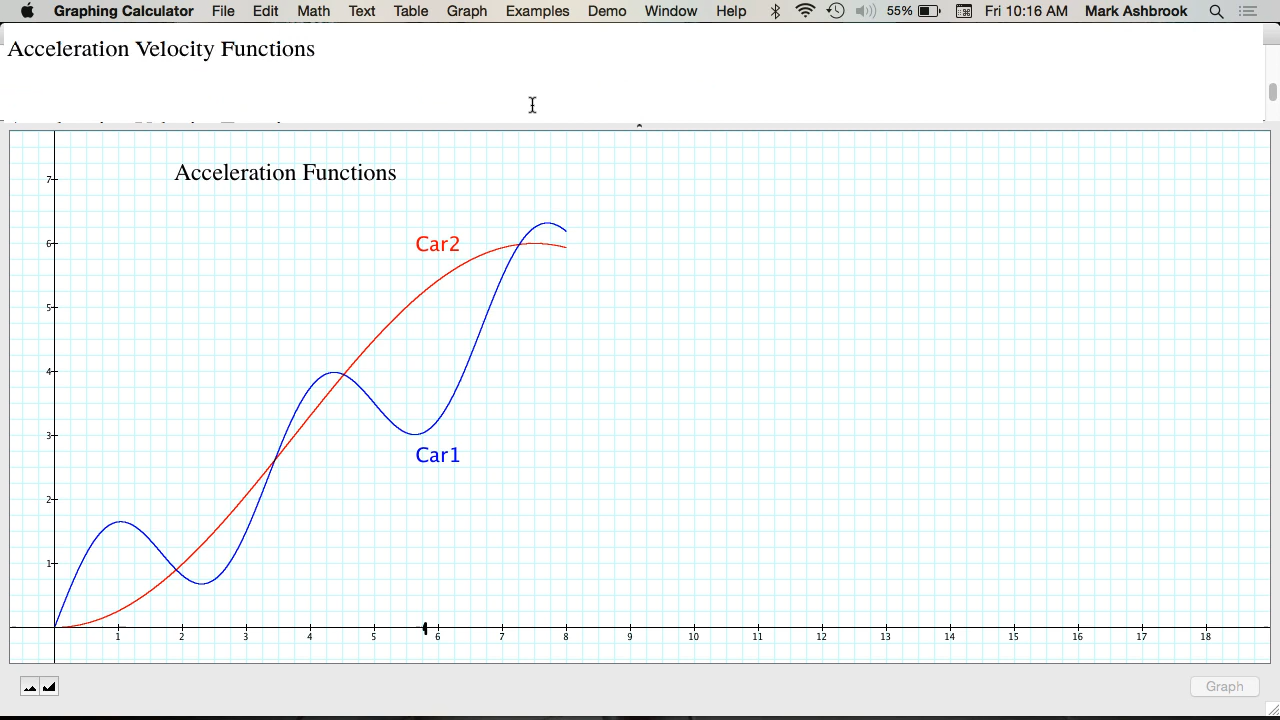 Graphing Calculator File Edit Math Text Table Graph Examples Demo Window Help 55% Fri 10:16 AM Mark Ashbrook
Acceleration Velocity Functions
Acceleration Functions
7
6
5
4
3
2
1
Car2
Car1
1 2 3 4 5 6 7 8 9 10 11 12 13 14 15 16 17 18
Graph